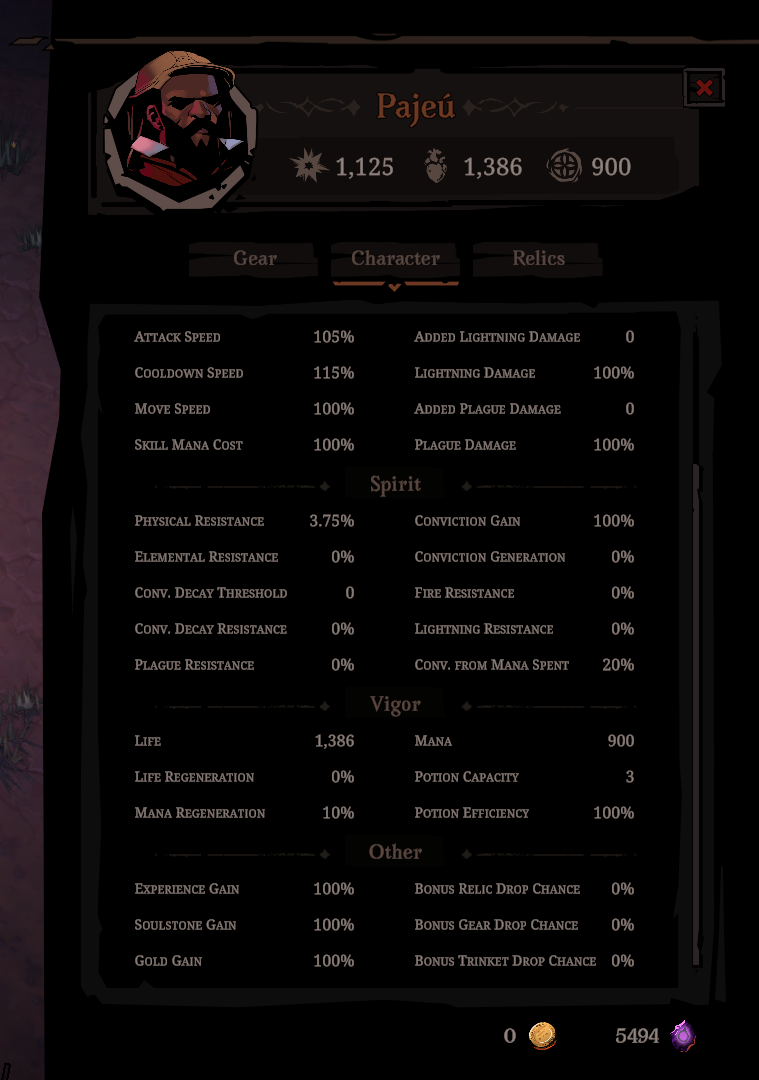 Pajeú
1,125 1,386 900
Gear Character Relics
Attack Speed 105% Added Lightning Damage 0
Cooldown Speed 115% Lightning Damage 100%
Move Speed 100% Added Plague Damage 0
Skill Mana Cost 100% Plague Damage 100%
Spirit
Physical Resistance 3.75% Conviction Gain 100%
Elemental Resistance 0% Conviction Generation 0%
Conv. Decay Threshold 0 Fire Resistance 0%
Conv. Decay Resistance 0% Lightning Resistance 0%
Plague Resistance 0% Conv. from Mana Spent 20%
Vigor
Life 1,386 Mana 900
Life Regeneration 0% Potion Capacity 3
Mana Regeneration 10% Potion Efficiency 100%
Other
Experience Gain 100% Bonus Relic Drop Chance 0%
Soulstone Gain 100% Bonus Gear Drop Chance 0%
Gold Gain 100% Bonus Trinket Drop Chance 0%
0 5494